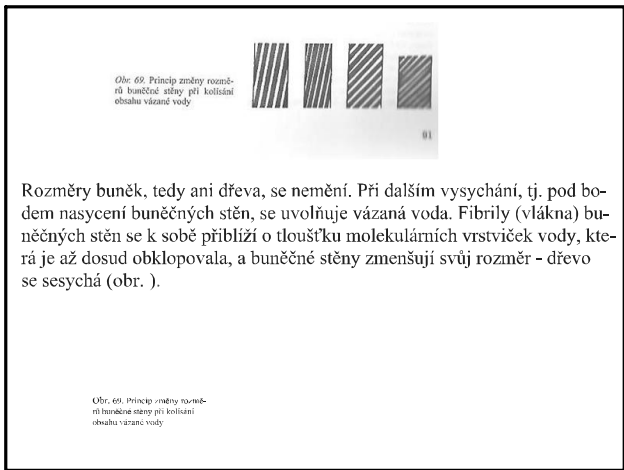 Obr. 69. Princip změny rozmě-
rů buněčné stěny při kolísání
obsahu vázané vody
91
Rozměry buněk, tedy ani dřeva, se nemění. Při dalším vysychání, tj. pod bo-
dem nasycení buněčných stěn, se uvolňuje vázaná voda. Fibrily (vlákna) bu-
něčných stěn se k sobě přiblíží o tloušťku molekulárních vrstviček vody, kte-
rá je až dosud obklopovala, a buněčné stěny zmenšují svůj rozměr - dřevo
se sesychá (obr. ).
Obr. 69. Princip změny rozmě-
rů buněčné stěny při kolísání
obsahu vázané vody